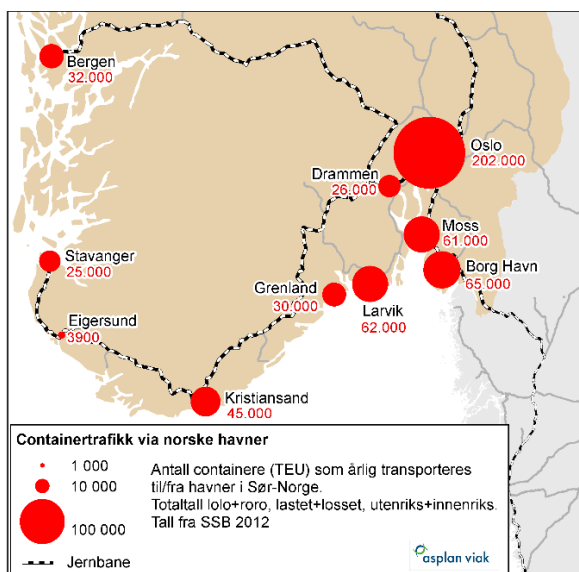 Bergen
32.000
Oslo
202.000
Drammen
26.000
Moss
61.000
Stavanger
25.000
Borg Havn
65.000
Grenland
30.000
Larvik
62.000
Eigersund
3900
Kristiansand
45.000
Containertrafikk via norske havner
1 000
10 000
100 000
Jernbane
Antall containere (TEU) som årlig transporteres
til/fra havner i Sør-Norge.
Totaltall lolo+roro, lastet+losset, utenriks+innenriks.
Tall fra SSB 2012
asplan viak